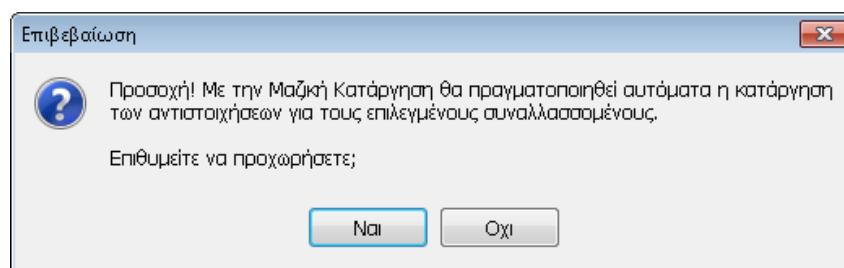 Επιβεβαίωση
Προσοχή! Με την Μαζική Κατάργηση θα πραγματοποιηθεί αυτόματα η κατάργηση
των αντιστοιχήσεων για τους επιλεγμένους συναλλασσομένους.
Επιθυμείτε να προχωρήσετε;
Ναι Οχι